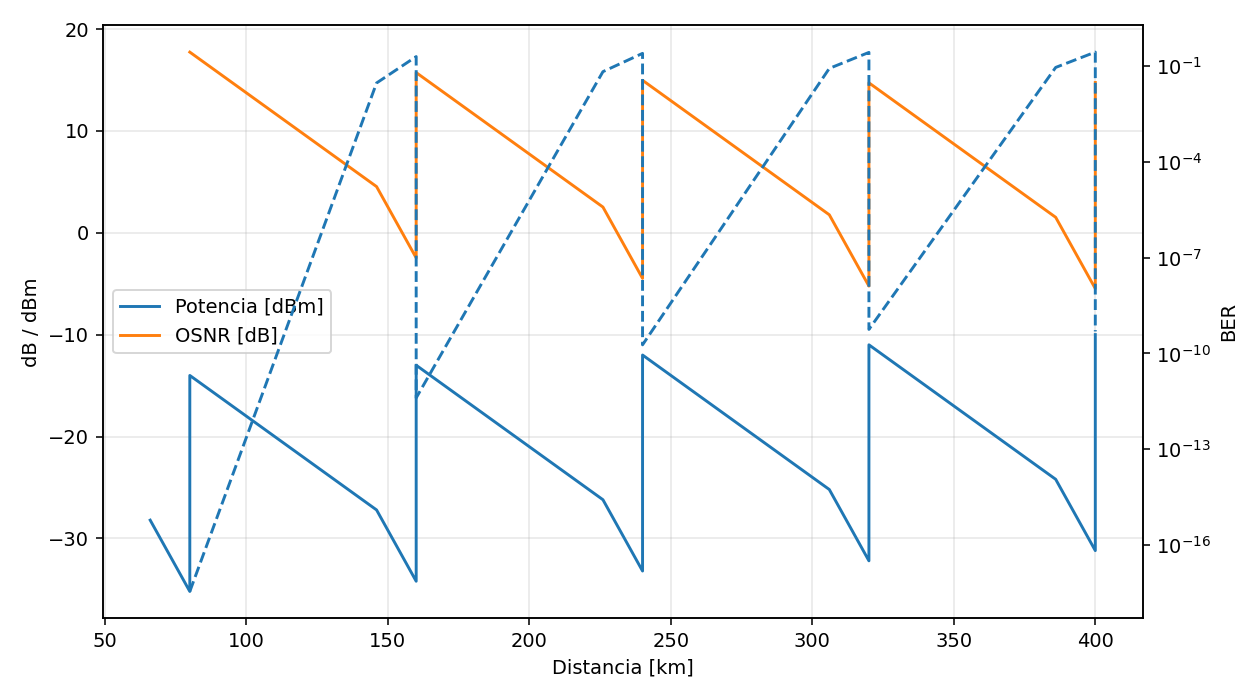 20
10
0
−10
−20
−30
dB / dBm
Potencia [dBm]
OSNR [dB]
10⁻¹
10⁻⁴
10⁻⁷
10⁻¹⁰
10⁻¹³
10⁻¹⁶
BER
50 100 150 200 250 300 350 400
Distancia [km]